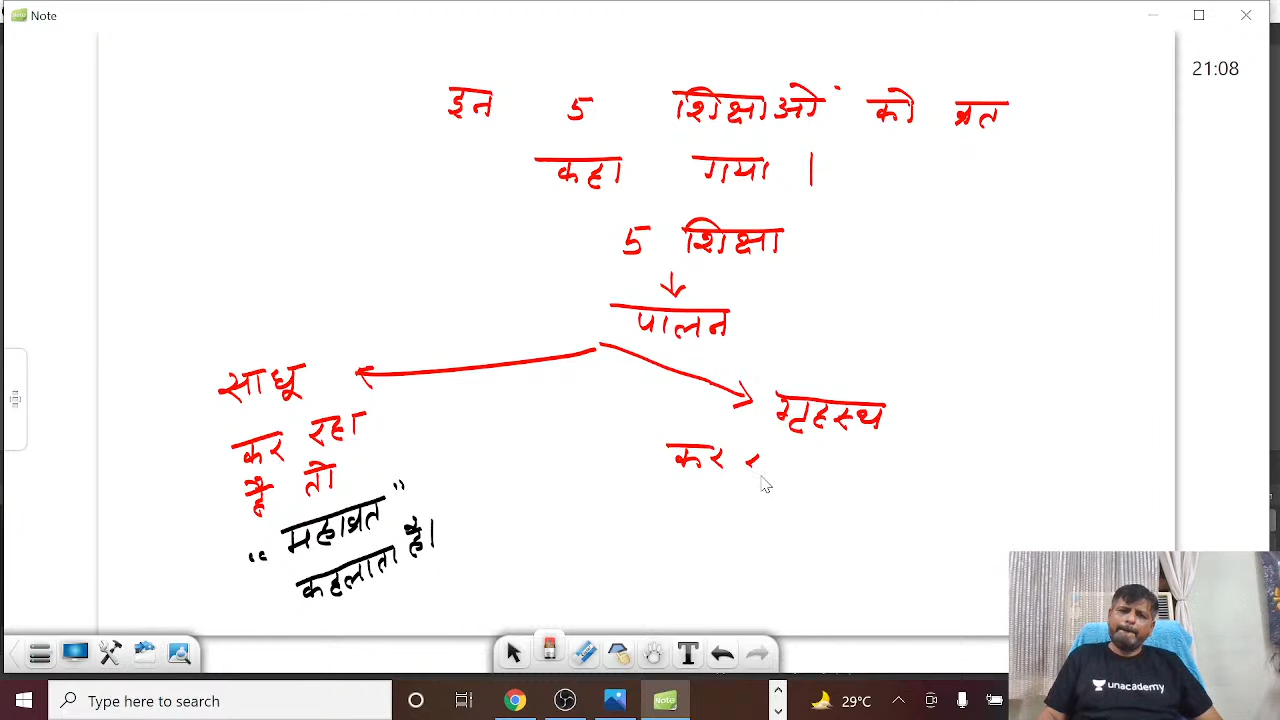 Note
21:08
इन 5 शिक्षाओं को व्रत
कहा गया ।
5 शिक्षा
पालन
साधू
कर रहा
है तो
"महाव्रत"
कहलाता है।
गृहस्थ
कर
unacademy
Type here to search
29°C